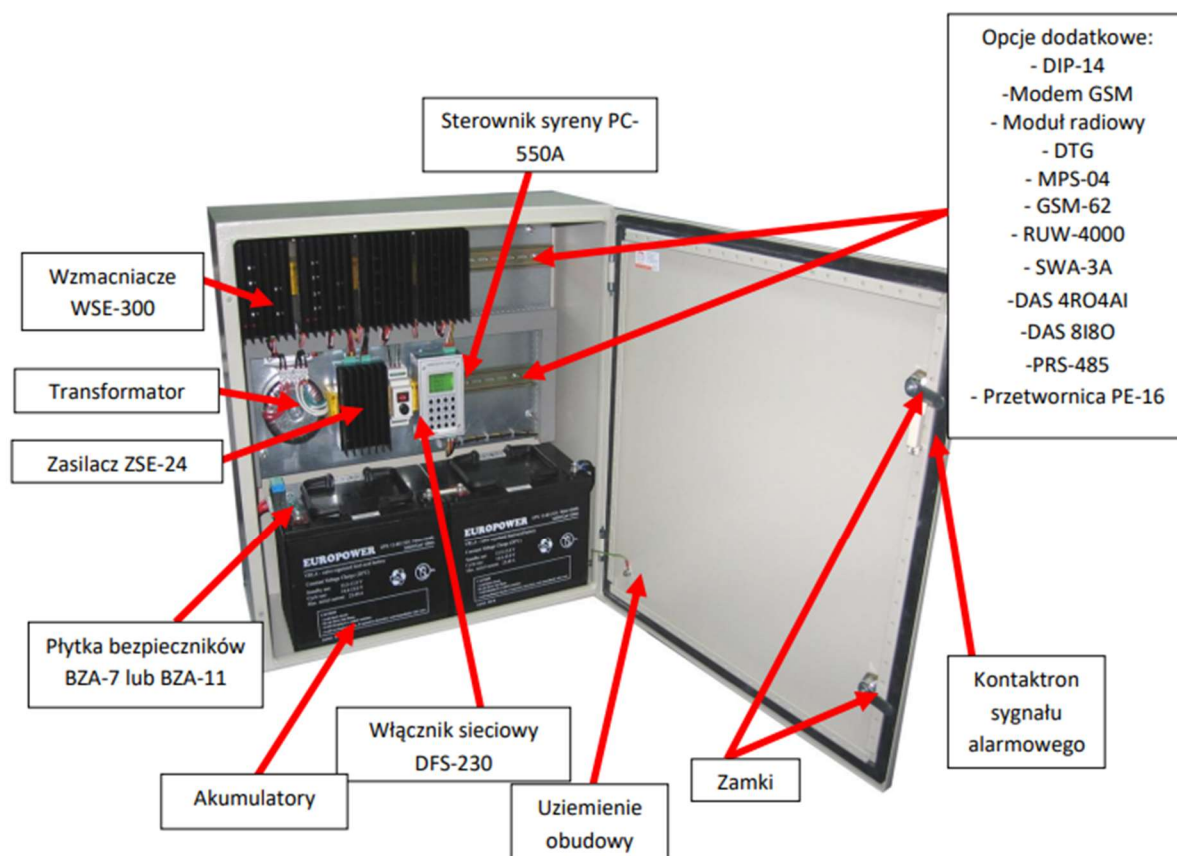 Opcje dodatkowe:
- DIP-14
-Modem GSM
- Moduł radiowy
- DTG
- MPS-04
- GSM-62
- RUW-4000
- SWA-3A
-DAS 4RO4AI
-DAS 8I8O
-PRS-485
- Przetwornica PE-16
Sterownik syreny PC-
550A
Wzmacniacze
WSE-300
Transformator
Zasilacz ZSE-24
EUROPOWER
EUROPOWER
Płytka bezpieczników
BZA-7 lub BZA-11
Włącznik sieciowy
DFS-230
Akumulatory
Uziemienie
obudowy
Zamki
Kontaktron
sygnału
alarmowego